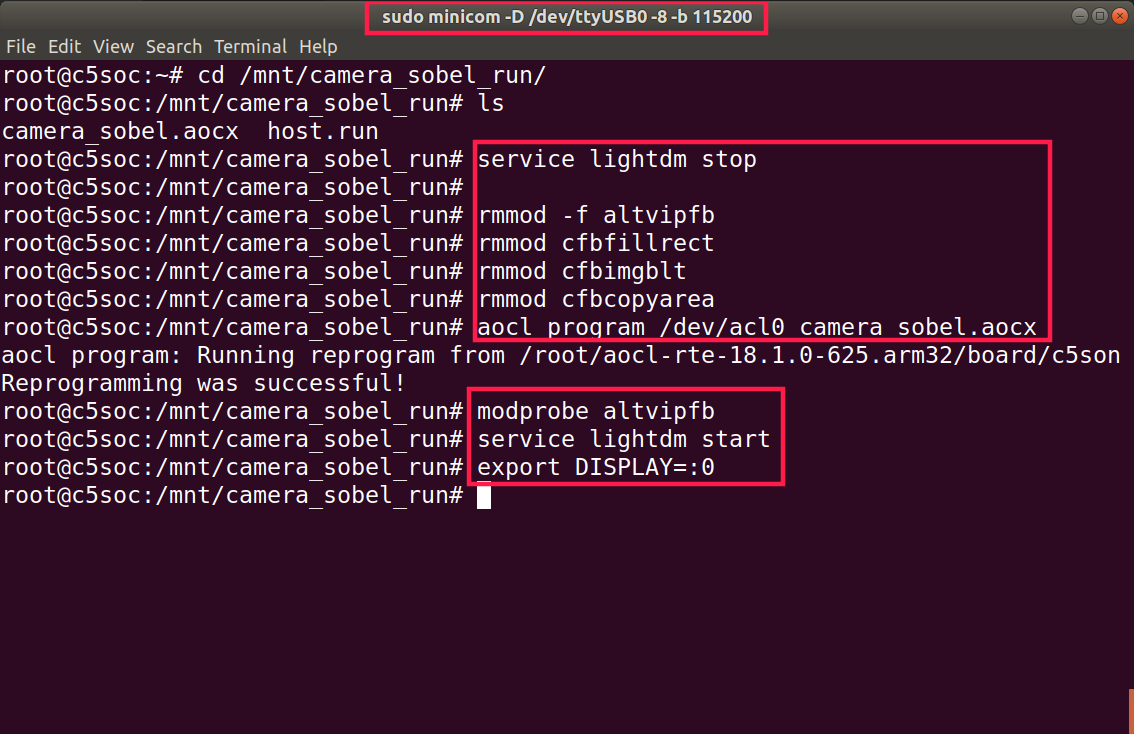 sudo minicom -D /dev/ttyUSB0 -8 -b 115200
File Edit View Search Terminal Help
root@c5soc:~# cd /mnt/camera_sobel_run/
root@c5soc:/mnt/camera_sobel_run# ls
camera_sobel.aocx  host.run
root@c5soc:/mnt/camera_sobel_run# service lightdm stop
root@c5soc:/mnt/camera_sobel_run#
root@c5soc:/mnt/camera_sobel_run# rmmod -f altvipfb
root@c5soc:/mnt/camera_sobel_run# rmmod cfbfillrect
root@c5soc:/mnt/camera_sobel_run# rmmod cfbimgblt
root@c5soc:/mnt/camera_sobel_run# rmmod cfbcopyarea
root@c5soc:/mnt/camera_sobel_run# aocl program /dev/acl0 camera_sobel.aocx
aocl program: Running reprogram from /root/aocl-rte-18.1.0-625.arm32/board/c5son
Reprogramming was successful!
root@c5soc:/mnt/camera_sobel_run# modprobe altvipfb
root@c5soc:/mnt/camera_sobel_run# service lightdm start
root@c5soc:/mnt/camera_sobel_run# export DISPLAY=:0
root@c5soc:/mnt/camera_sobel_run#